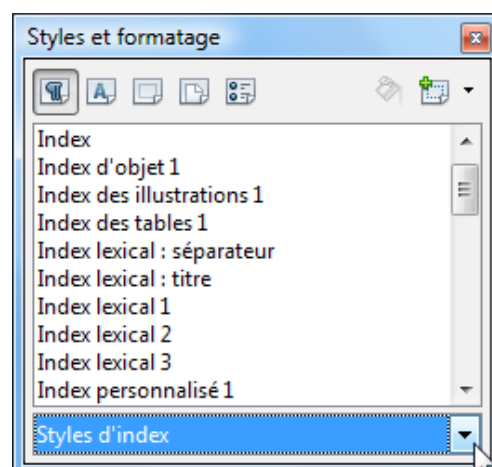 Styles et formatage
Index
Index d'objet 1
Index des illustrations 1
Index des tables 1
Index lexical : séparateur
Index lexical : titre
Index lexical 1
Index lexical 2
Index lexical 3
Index personnalisé 1
Styles d'index